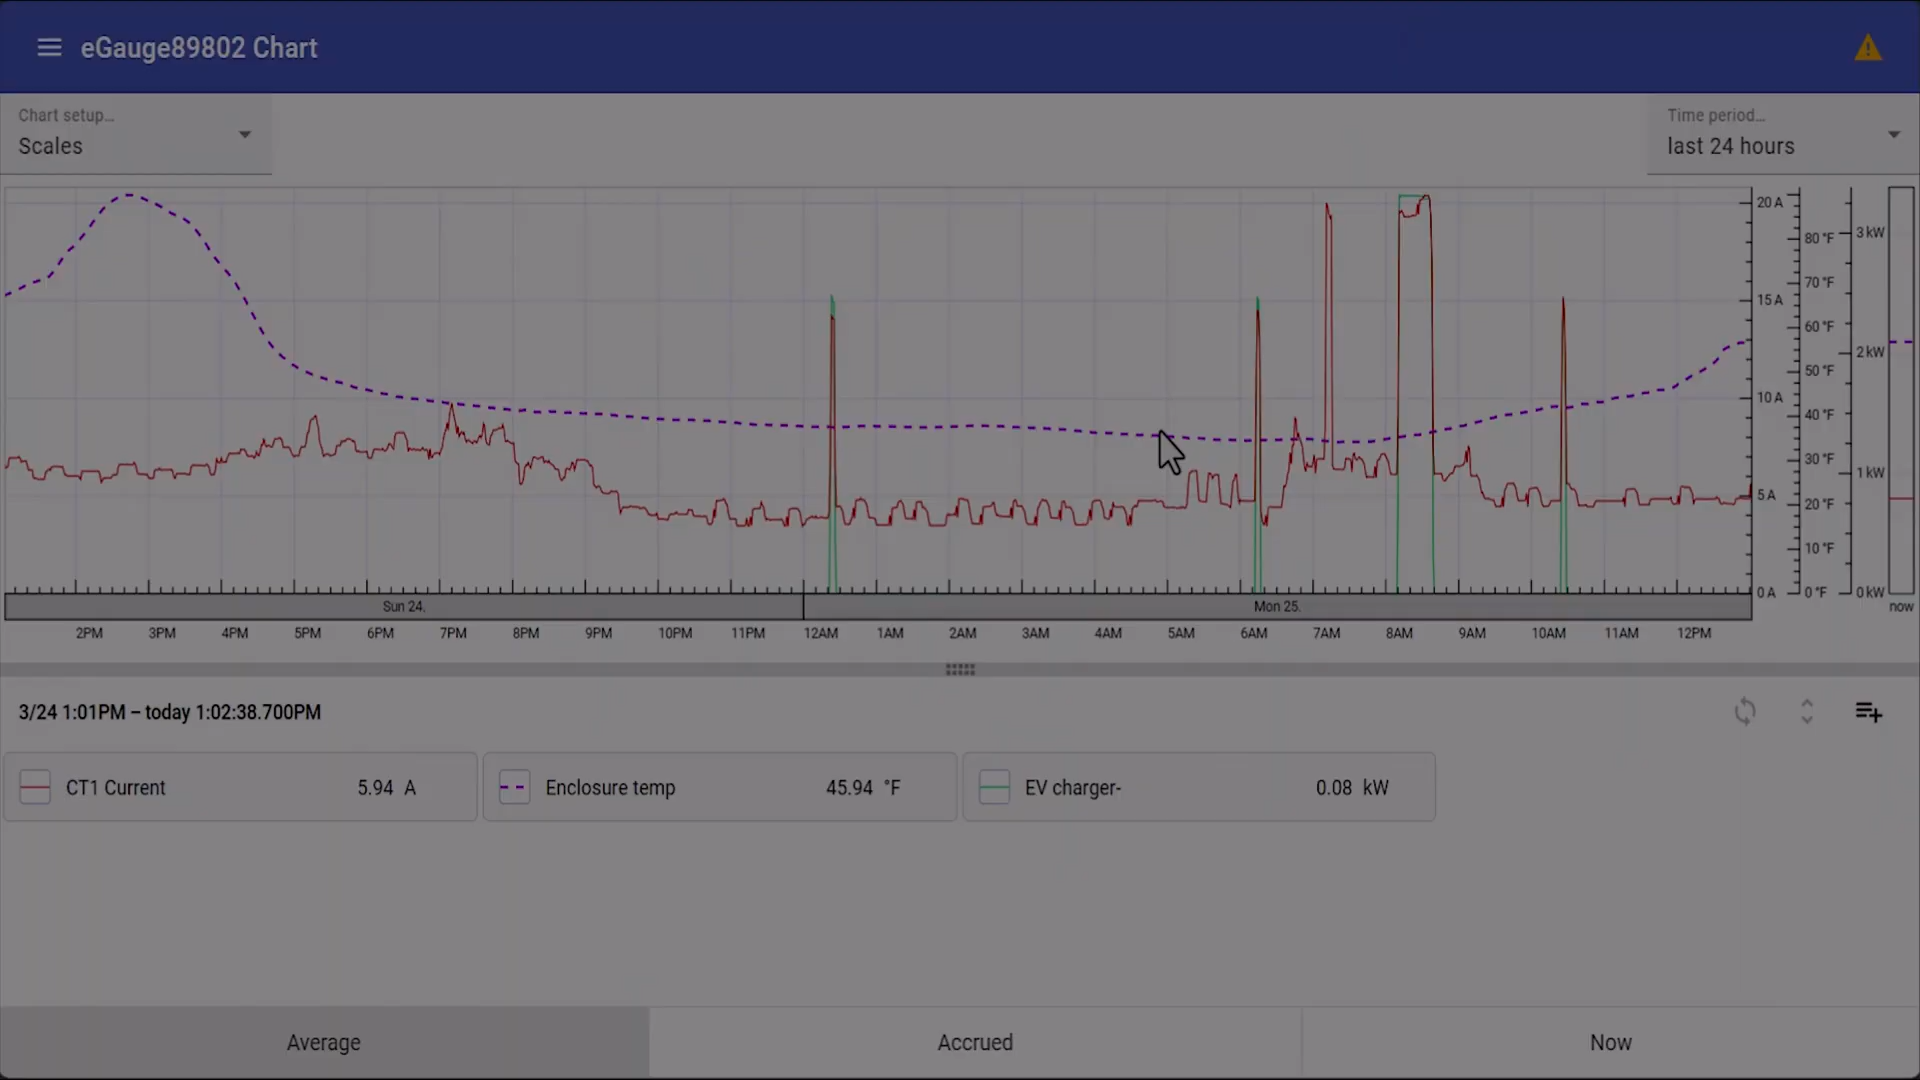 eGauge89802 Chart
Chart setup...
Scales
Time period...
last 24 hours
20 A
15 A
10 A
5 A
0 A
80 °F
70 °F
60 °F
50 °F
40 °F
30 °F
20 °F
10 °F
0 °F
3 kW
2 kW
1 kW
0 kW
now
Sun 24.
Mon 25.
2PM 3PM 4PM 5PM 6PM 7PM 8PM 9PM 10PM 11PM 12AM 1AM 2AM 3AM 4AM 5AM 6AM 7AM 8AM 9AM 10AM 11AM 12PM
3/24 1:01PM – today 1:02:38.700PM
CT1 Current 5.94 A
Enclosure temp 45.94 °F
EV charger- 0.08 kW
Average
Accrued
Now